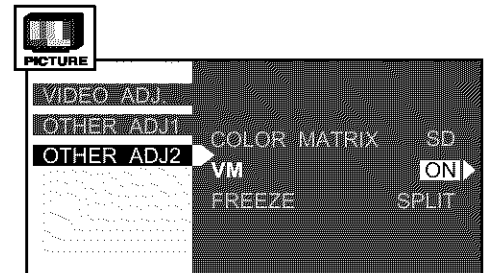 PICTURE
VIDEO ADJ.
OTHER ADJ1
OTHER ADJ2
COLOR MATRIX SD
VM ON
FREEZE SPLIT